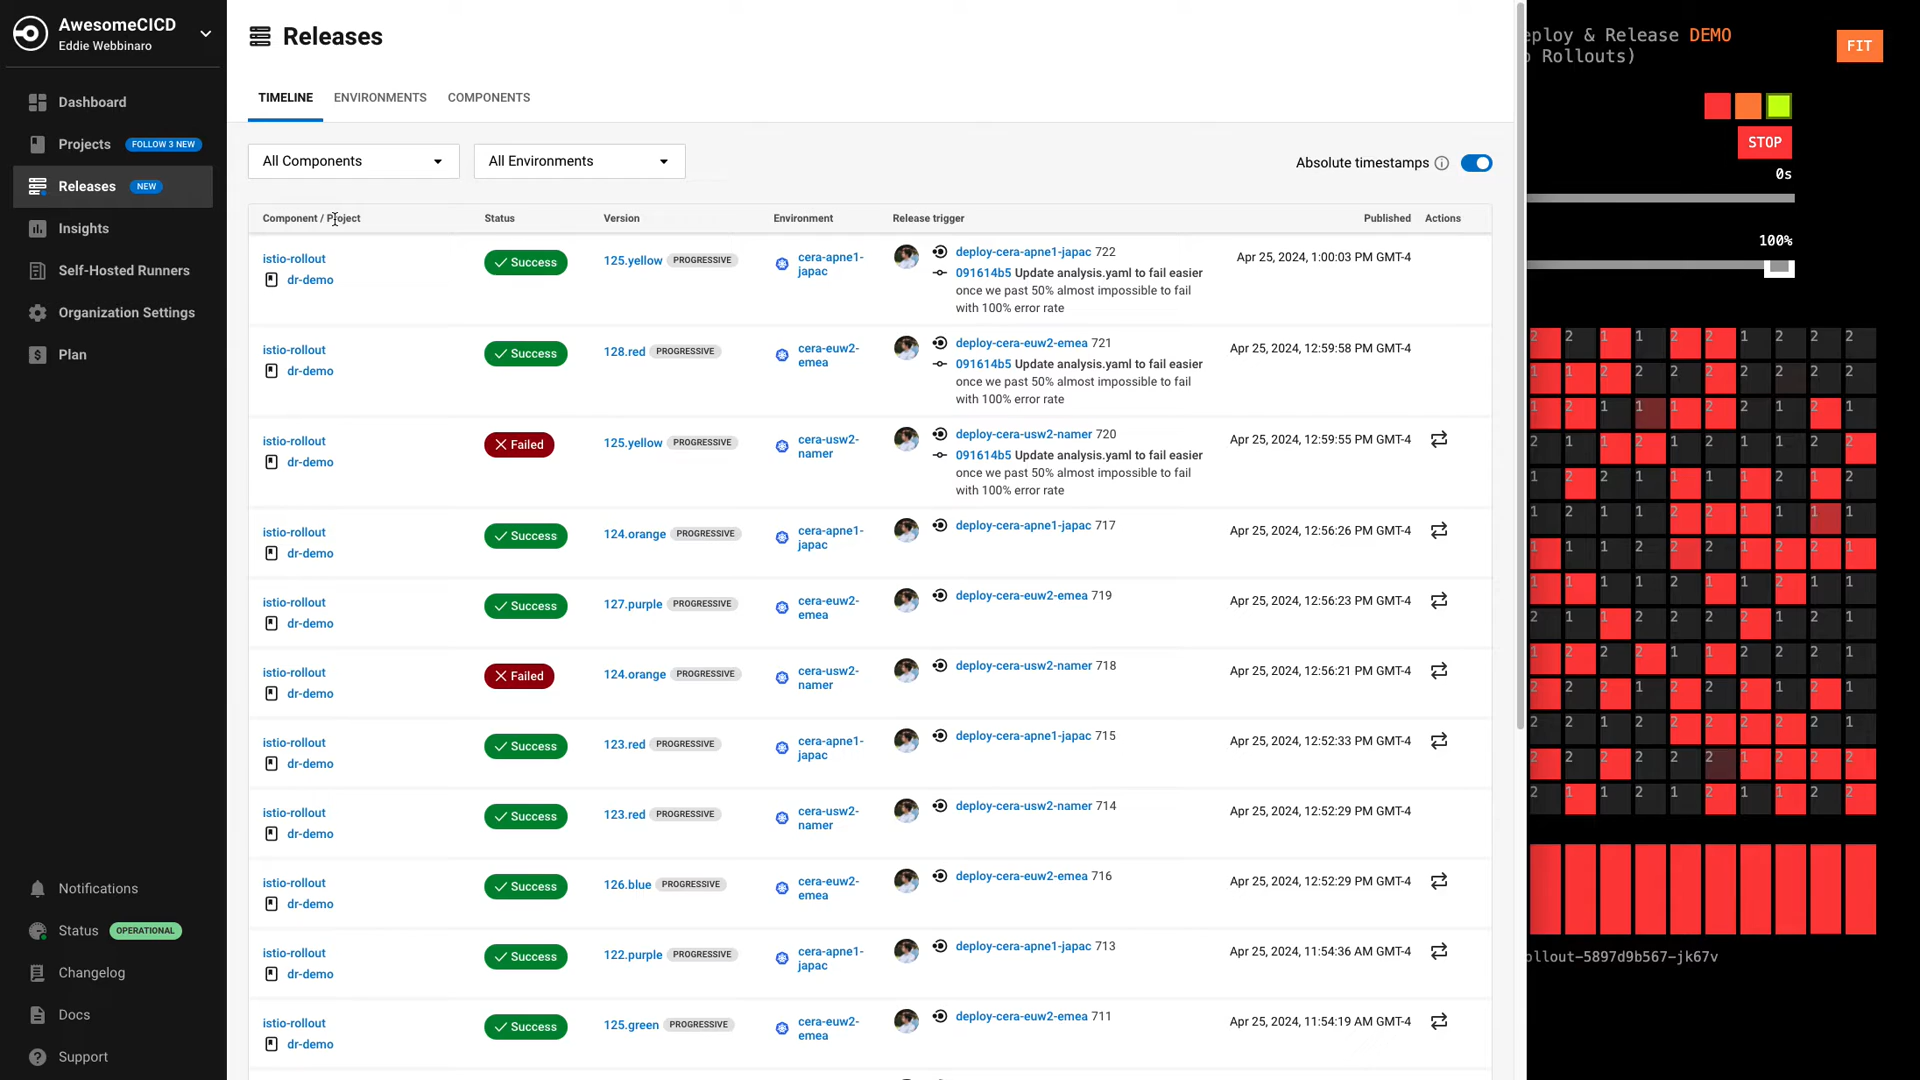 AwesomeCICD
Eddie Webbinaro
Dashboard
Projects FOLLOW 3 NEW
Releases NEW
Insights
Self-Hosted Runners
Organization Settings
Plan
Notifications
Status OPERATIONAL
Changelog
Docs
Support
Releases
TIMELINE ENVIRONMENTS COMPONENTS
All Components All Environments Absolute timestamps
Component / Project Status Version Environment Release trigger Published Actions
istio-rollout
dr-demo
Success
125.yellow PROGRESSIVE
cera-apne1-
japac
deploy-cera-apne1-japac 722
091614b5 Update analysis.yaml to fail easier
once we past 50% almost impossible to fail
with 100% error rate
Apr 25, 2024, 1:00:03 PM GMT-4
istio-rollout
dr-demo
Success
128.red PROGRESSIVE
cera-euw2-
emea
deploy-cera-euw2-emea 721
091614b5 Update analysis.yaml to fail easier
once we past 50% almost impossible to fail
with 100% error rate
Apr 25, 2024, 12:59:58 PM GMT-4
istio-rollout
dr-demo
Failed
125.yellow PROGRESSIVE
cera-usw2-
namer
deploy-cera-usw2-namer 720
091614b5 Update analysis.yaml to fail easier
once we past 50% almost impossible to fail
with 100% error rate
Apr 25, 2024, 12:59:55 PM GMT-4
istio-rollout
dr-demo
Success
124.orange PROGRESSIVE
cera-apne1-
japac
deploy-cera-apne1-japac 717
Apr 25, 2024, 12:56:26 PM GMT-4
istio-rollout
dr-demo
Success
127.purple PROGRESSIVE
cera-euw2-
emea
deploy-cera-euw2-emea 719
Apr 25, 2024, 12:56:23 PM GMT-4
istio-rollout
dr-demo
Failed
124.orange PROGRESSIVE
cera-usw2-
namer
deploy-cera-usw2-namer 718
Apr 25, 2024, 12:56:21 PM GMT-4
istio-rollout
dr-demo
Success
123.red PROGRESSIVE
cera-apne1-
japac
deploy-cera-apne1-japac 715
Apr 25, 2024, 12:52:33 PM GMT-4
istio-rollout
dr-demo
Success
123.red PROGRESSIVE
cera-usw2-
namer
deploy-cera-usw2-namer 714
Apr 25, 2024, 12:52:29 PM GMT-4
istio-rollout
dr-demo
Success
126.blue PROGRESSIVE
cera-euw2-
emea
deploy-cera-euw2-emea 716
Apr 25, 2024, 12:52:29 PM GMT-4
istio-rollout
dr-demo
Success
122.purple PROGRESSIVE
cera-apne1-
japac
deploy-cera-apne1-japac 713
Apr 25, 2024, 11:54:36 AM GMT-4
istio-rollout
dr-demo
Success
125.green PROGRESSIVE
cera-euw2-
emea
deploy-cera-euw2-emea 711
Apr 25, 2024, 11:54:19 AM GMT-4
eploy & Release DEMO
Rollouts)
FIT
STOP
0s
100%
ollout-5897d9b567-jk67v